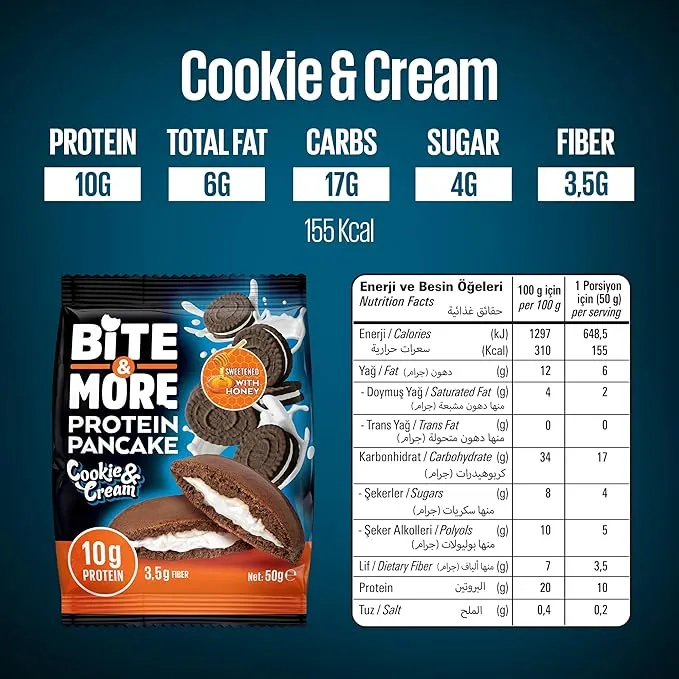 Cookie & Cream
PROTEIN TOTAL FAT CARBS SUGAR FIBER
10G 6G 17G 4G 3,5G
155 Kcal
BiTE
& MORE
PROTEIN
PANCAKE
Cookie &
Cream
SWEETENED
WITH
HONEY
10g
PROTEIN
3,5g FIBER
Net: 50g ℮
Enerji ve Besin Öğeleri 100 g için 1 Porsiyon
Nutrition Facts per 100 g için (50 g)
حقائق غذائية per serving
Enerji / Calories (kJ) 1297 648,5
سعرات حرارية (Kcal) 310 155
Yağ / Fat دهون (جرام) (g) 12 6
- Doymuş Yağ / Saturated Fat (g) 4 2
منها دهون مشبعة (جرام)
- Trans Yağ / Trans Fat (g) 0 0
منها دهون متحولة (جرام)
Karbonhidrat / Carbohydrate (g) 34 17
كربوهيدرات (جرام)
- Şekerler / Sugars (g) 8 4
منها سكريات (جرام)
- Şeker Alkolleri / Polyols (g) 10 5
منها بوليولات (جرام)
Lif / Dietary Fiber منها ألياف (جرام) (g) 7 3,5
Protein البروتين (g) 20 10
Tuz / Salt الملح (g) 0,4 0,2